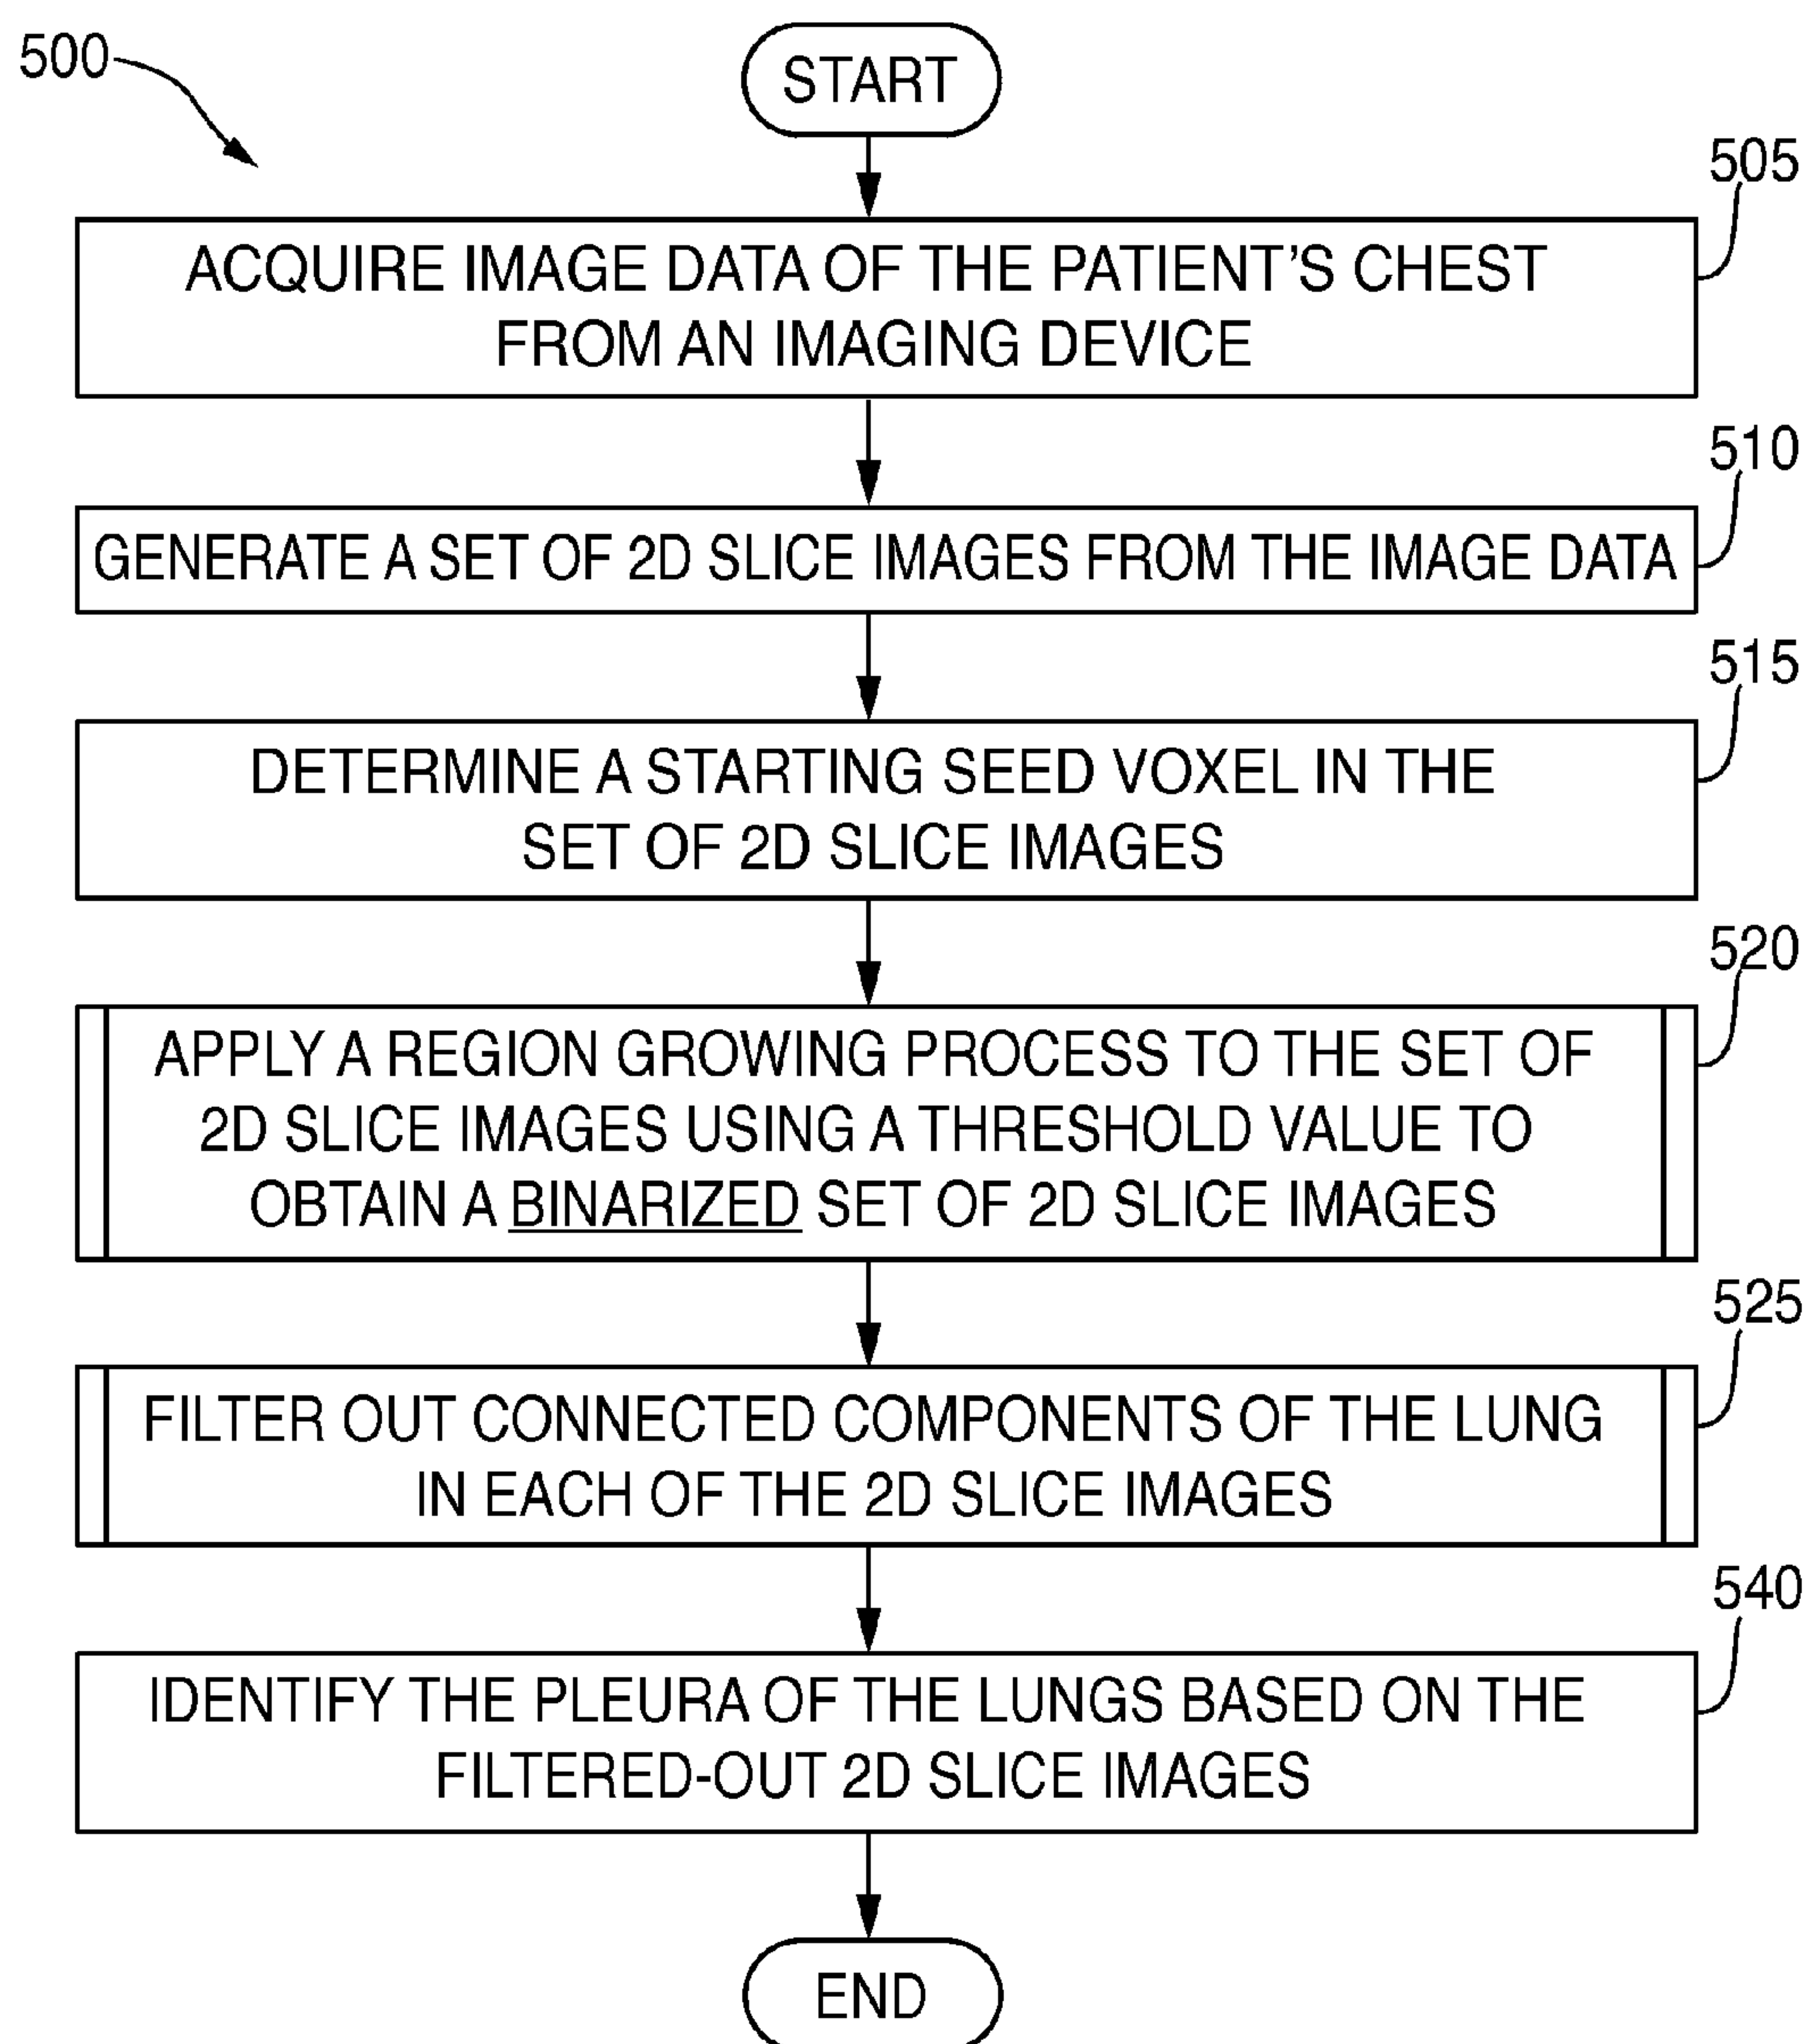 500
START
505
ACQUIRE IMAGE DATA OF THE PATIENT'S CHEST
FROM AN IMAGING DEVICE
510
GENERATE A SET OF 2D SLICE IMAGES FROM THE IMAGE DATA
515
DETERMINE A STARTING SEED VOXEL IN THE
SET OF 2D SLICE IMAGES
520
APPLY A REGION GROWING PROCESS TO THE SET OF
2D SLICE IMAGES USING A THRESHOLD VALUE TO
OBTAIN A BINARIZED SET OF 2D SLICE IMAGES
525
FILTER OUT CONNECTED COMPONENTS OF THE LUNG
IN EACH OF THE 2D SLICE IMAGES
540
IDENTIFY THE PLEURA OF THE LUNGS BASED ON THE
FILTERED-OUT 2D SLICE IMAGES
END